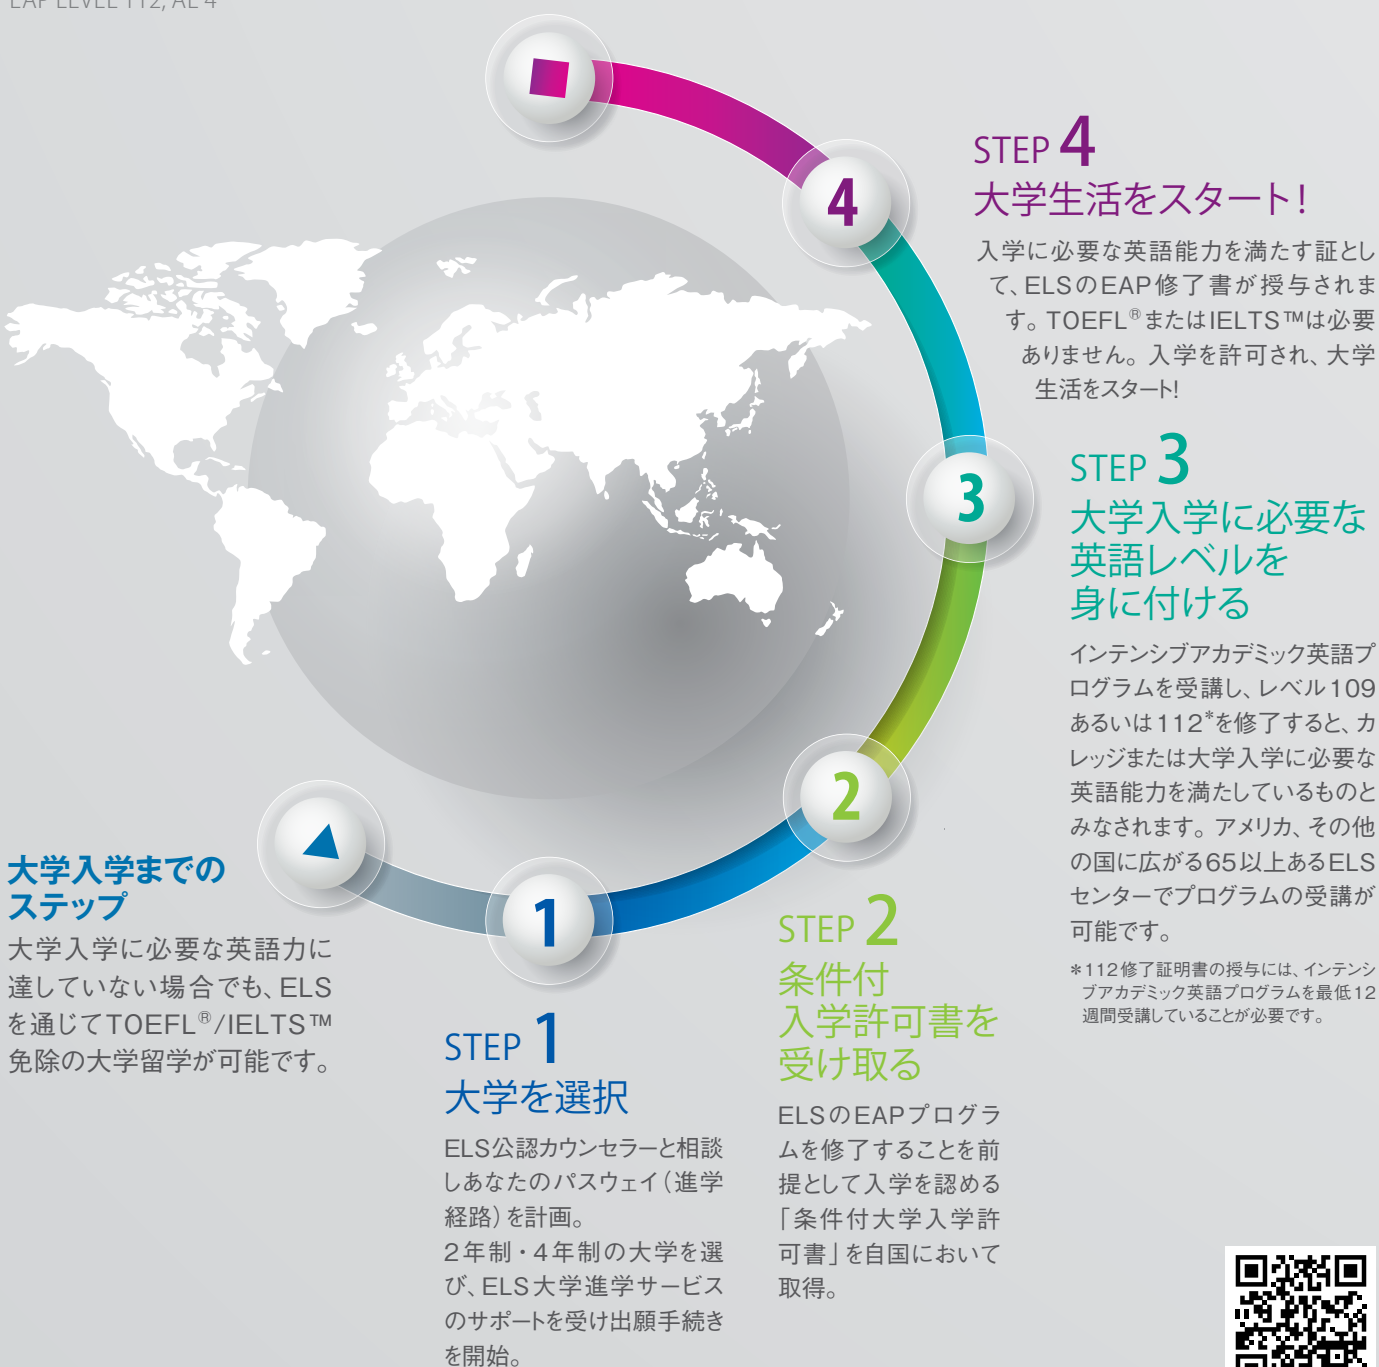 EAP LEVEL 112, AE 4
4
3
2
1
STEP 4
大学生活をスタート!
入学に必要な英語能力を満たす証とし
て、ELSのEAP修了書が授与されま
す。TOEFL®またはIELTS™は必要
ありません。入学を許可され、大学
生活をスタート!
STEP 3
大学入学に必要な
英語レベルを
身に付ける
インテンシブアカデミック英語プ
ログラムを受講し、レベル109
あるいは112*を修了すると、カ
レッジまたは大学入学に必要な
英語能力を満たしているものと
みなされます。アメリカ、その他
の国に広がる65以上あるELS
センターでプログラムの受講が
可能です。
*112修了証明書の授与には、インテンシ
ブアカデミック英語プログラムを最低12
週間受講していることが必要です。
大学入学までの
ステップ
大学入学に必要な英語力に
達していない場合でも、ELS
を通じてTOEFL®/IELTS™
免除の大学留学が可能です。
STEP 1
大学を選択
ELS公認カウンセラーと相談
しあなたのパスウェイ(進学
経路)を計画。
2年制・4年制の大学を選
び、ELS大学進学サービス
のサポートを受け出願手続き
を開始。
STEP 2
条件付
入学許可書を
受け取る
ELSのEAPプログラ
ムを修了することを前
提として入学を認める
「条件付大学入学許
可書」を自国において
取得。